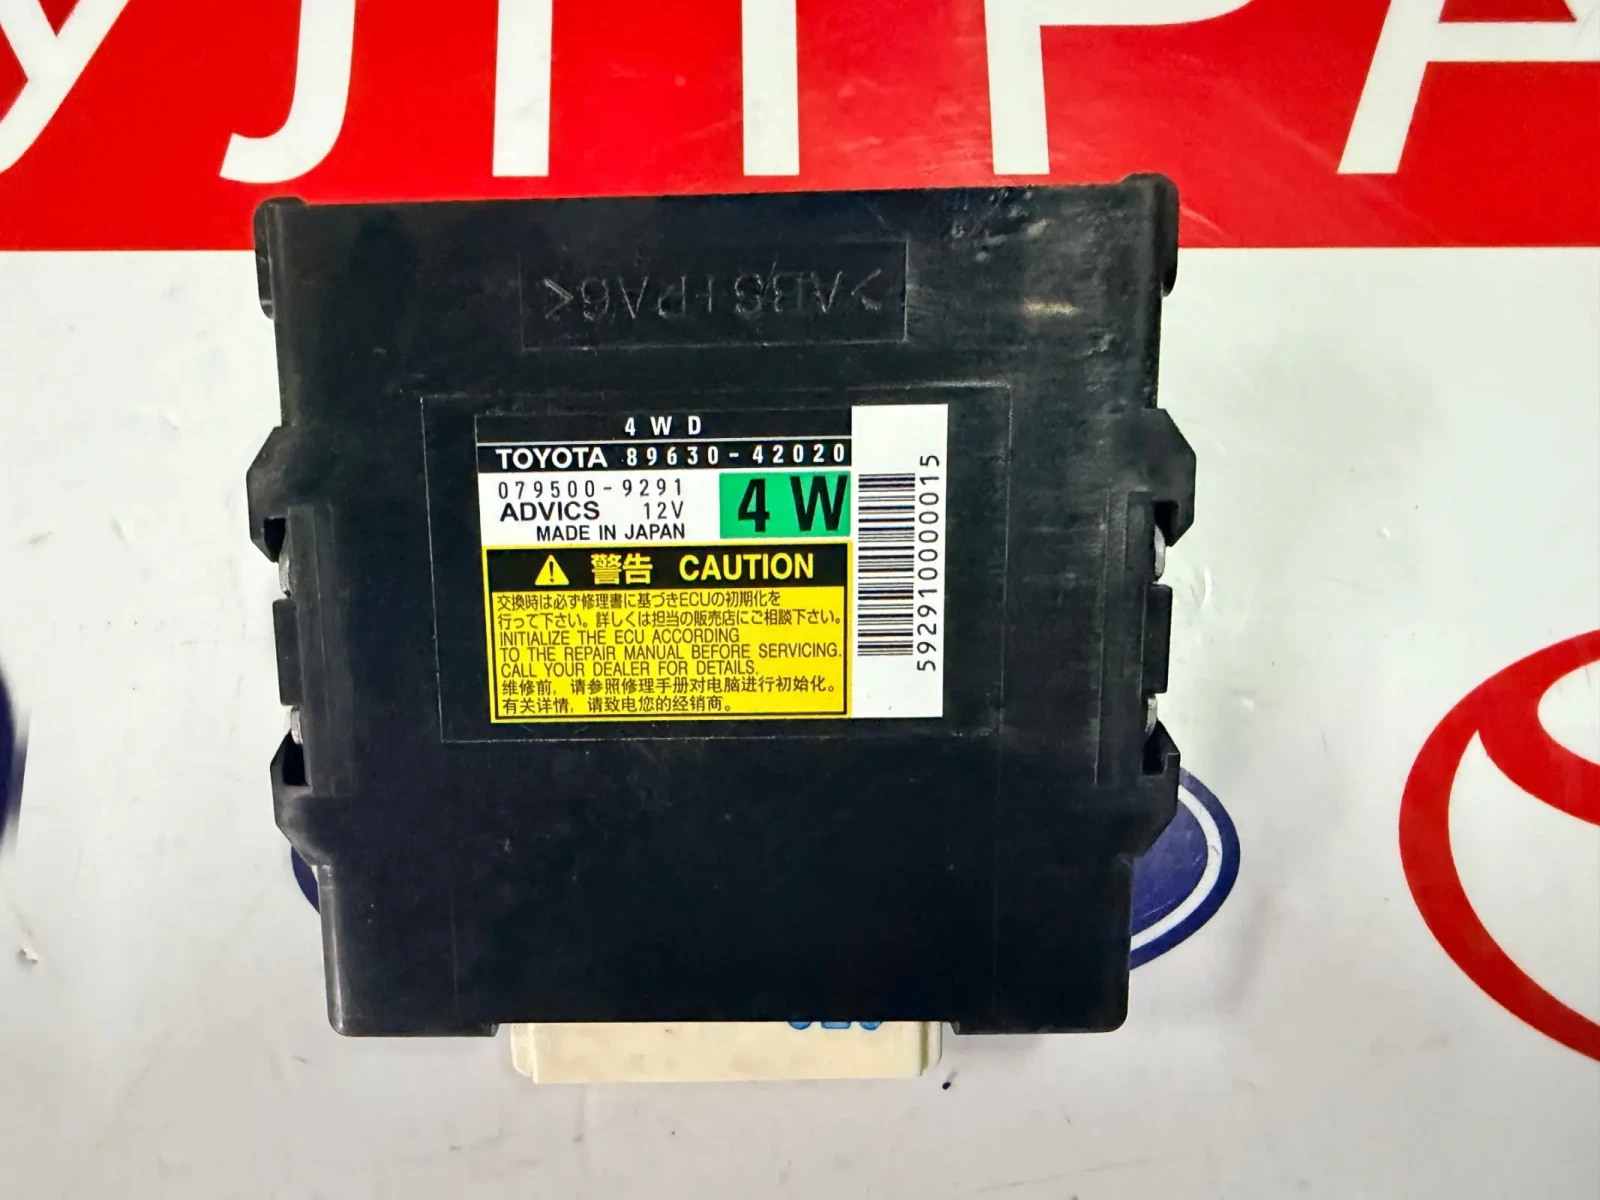 УЛТРА
>ABS+PA6<
4WD
TOYOTA 89630-42020
079500-9291
4W
ADVICS 12V
MADE IN JAPAN
警告 CAUTION
交換時は必ず修理書に基づきECUの初期化を
行って下さい。詳しくは担当の販売店にご相談下さい。
INITIALIZE THE ECU ACCORDING
TO THE REPAIR MANUAL BEFORE SERVICING.
CALL YOUR DEALER FOR DETAILS.
维修前，请参照修理手册对电脑进行初始化。
有关详情，请致电您的经销商。
592910000015